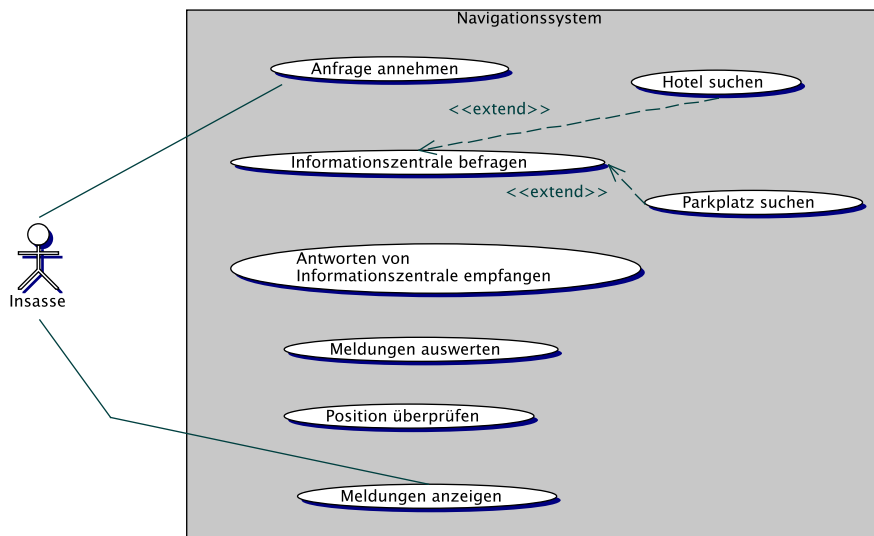 Navigationssystem
Anfrage annehmen
Hotel suchen
<<extend>>
Informationszentrale befragen
<<extend>>
Parkplatz suchen
Antworten von
Informationszentrale empfangen
Insasse
Meldungen auswerten
Position überprüfen
Meldungen anzeigen